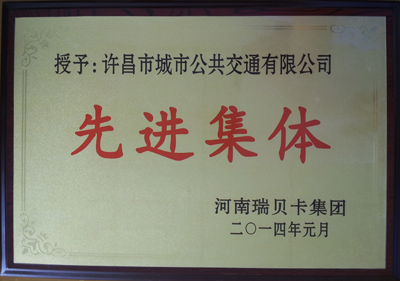 授予:许昌市城市公共交通有限公司
先进集体
河南瑞贝卡集团
二〇一四年元月